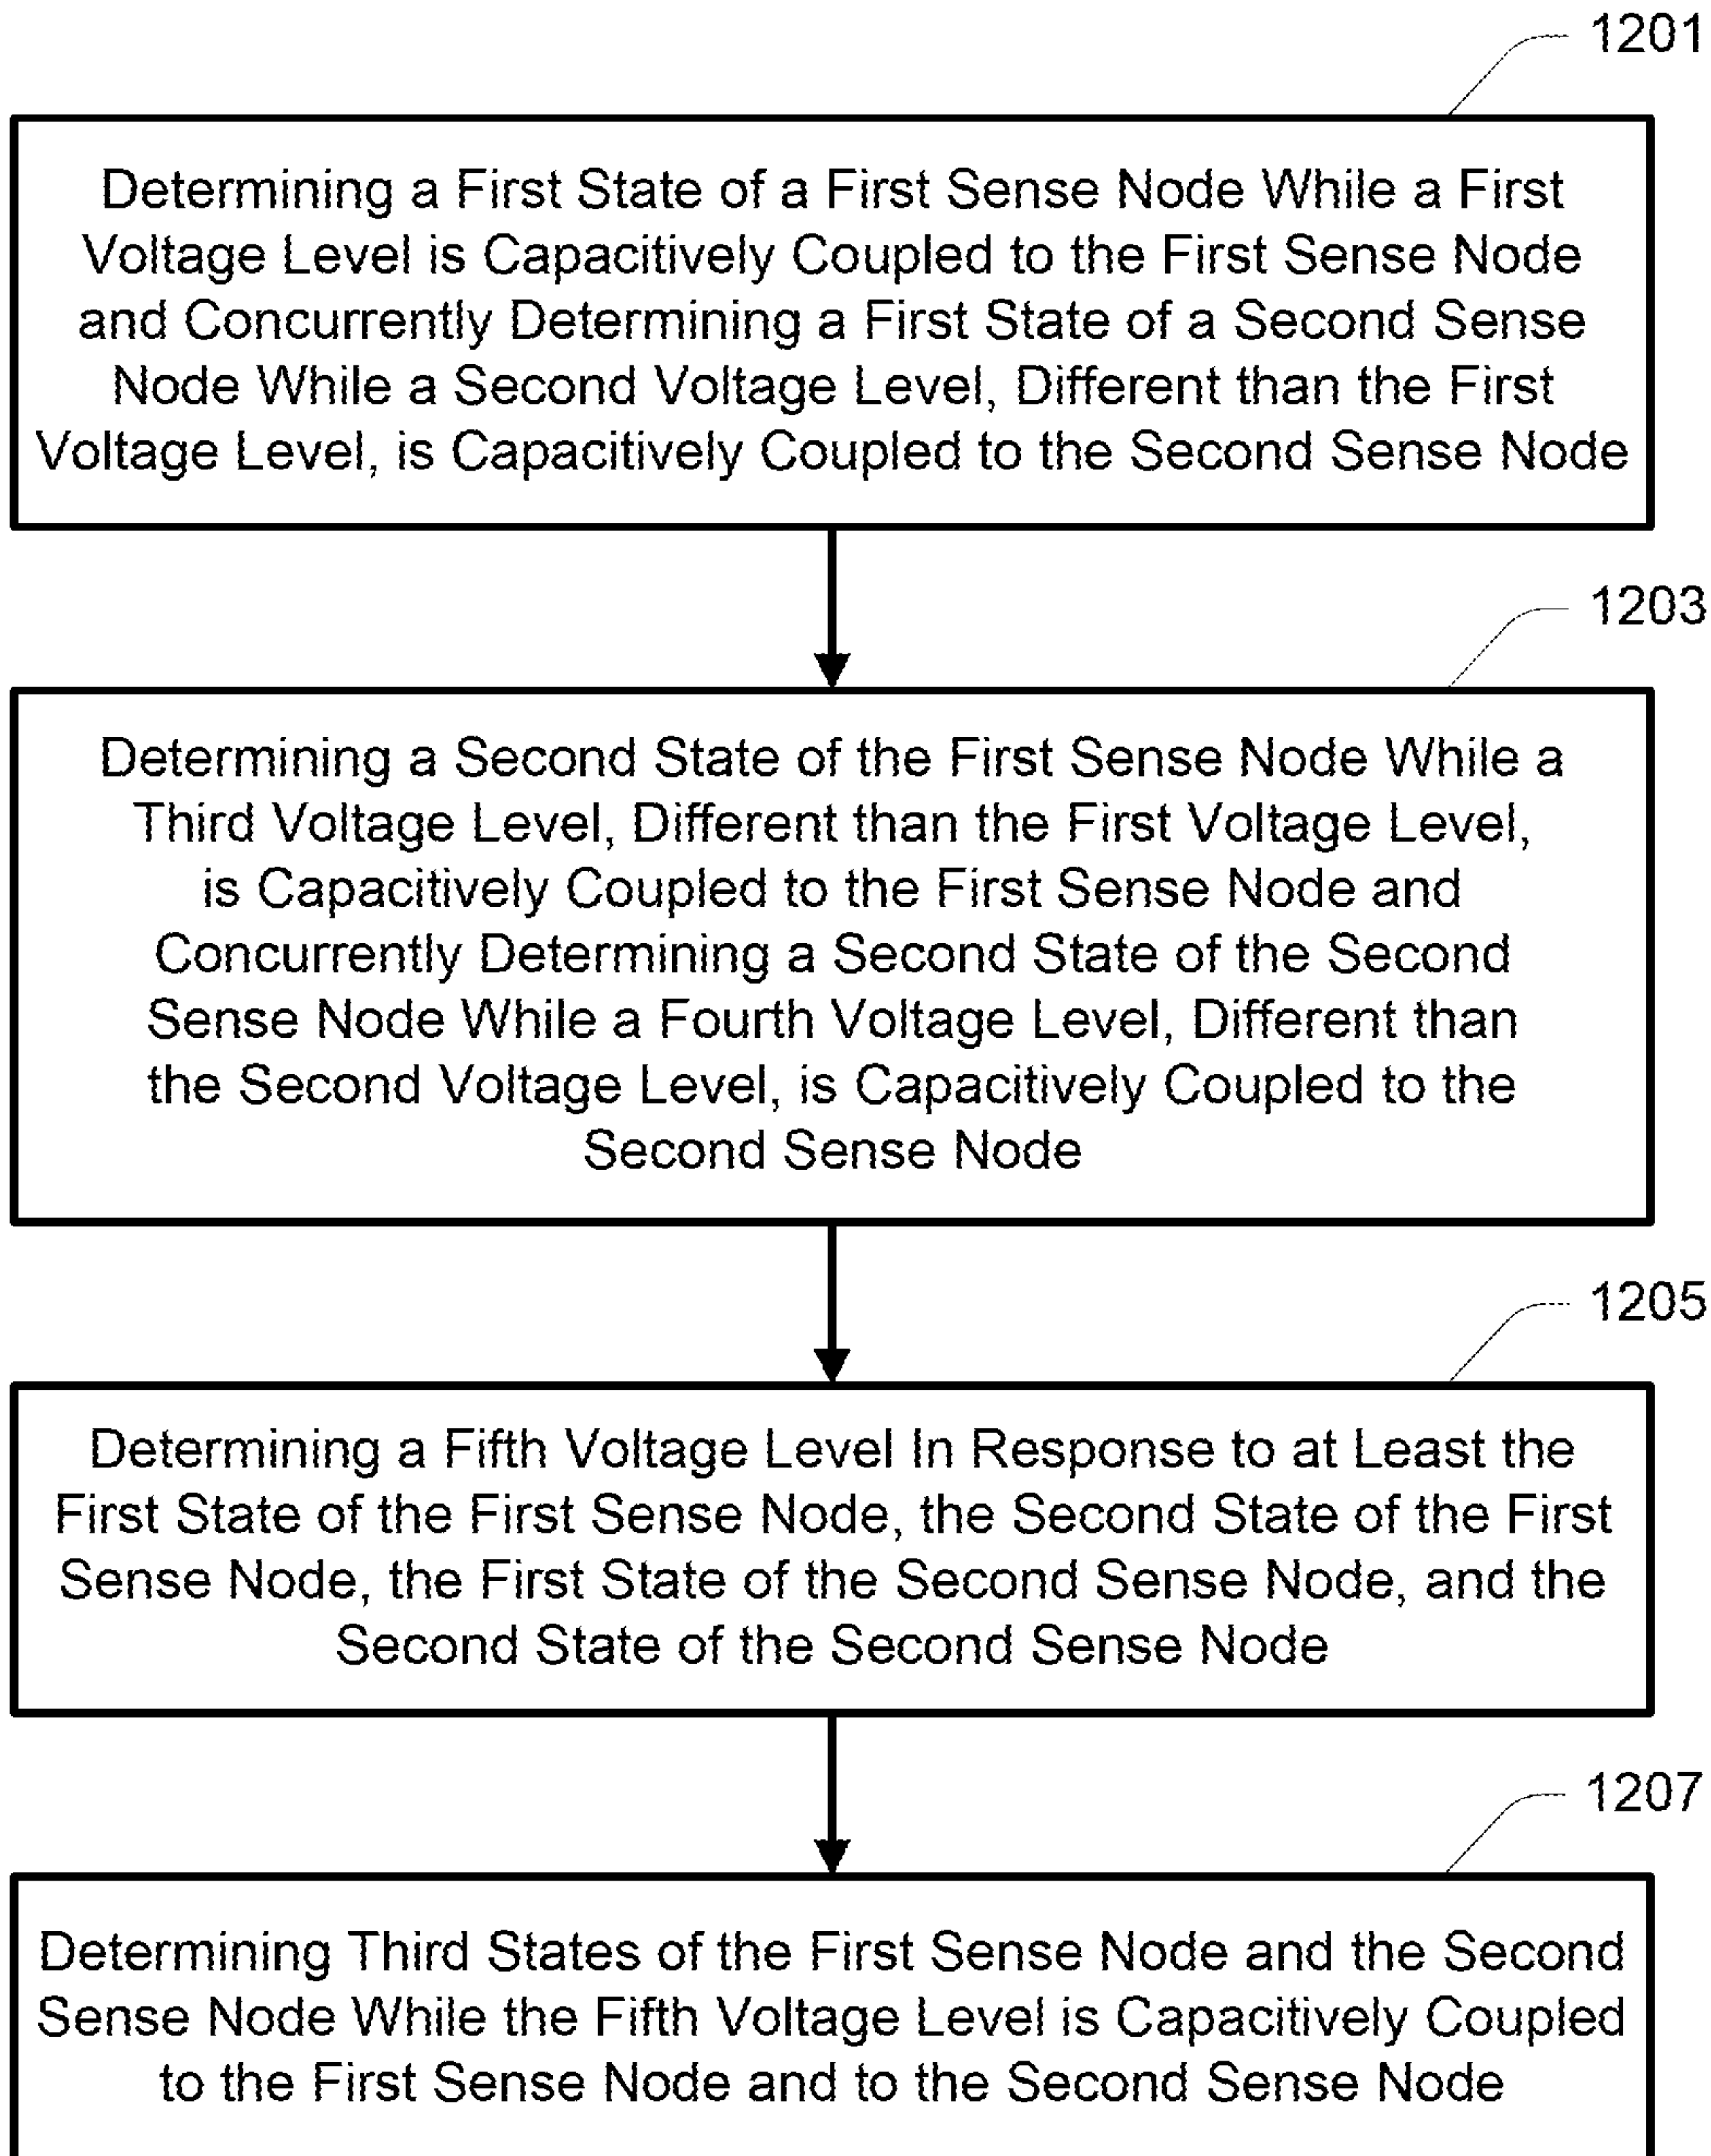 1201
Determining a First State of a First Sense Node While a First
Voltage Level is Capacitively Coupled to the First Sense Node
and Concurrently Determining a First State of a Second Sense
Node While a Second Voltage Level, Different than the First
Voltage Level, is Capacitively Coupled to the Second Sense Node
1203
Determining a Second State of the First Sense Node While a
Third Voltage Level, Different than the First Voltage Level,
is Capacitively Coupled to the First Sense Node and
Concurrently Determining a Second State of the Second
Sense Node While a Fourth Voltage Level, Different than
the Second Voltage Level, is Capacitively Coupled to the
Second Sense Node
1205
Determining a Fifth Voltage Level In Response to at Least the
First State of the First Sense Node, the Second State of the First
Sense Node, the First State of the Second Sense Node, and the
Second State of the Second Sense Node
1207
Determining Third States of the First Sense Node and the Second
Sense Node While the Fifth Voltage Level is Capacitively Coupled
to the First Sense Node and to the Second Sense Node